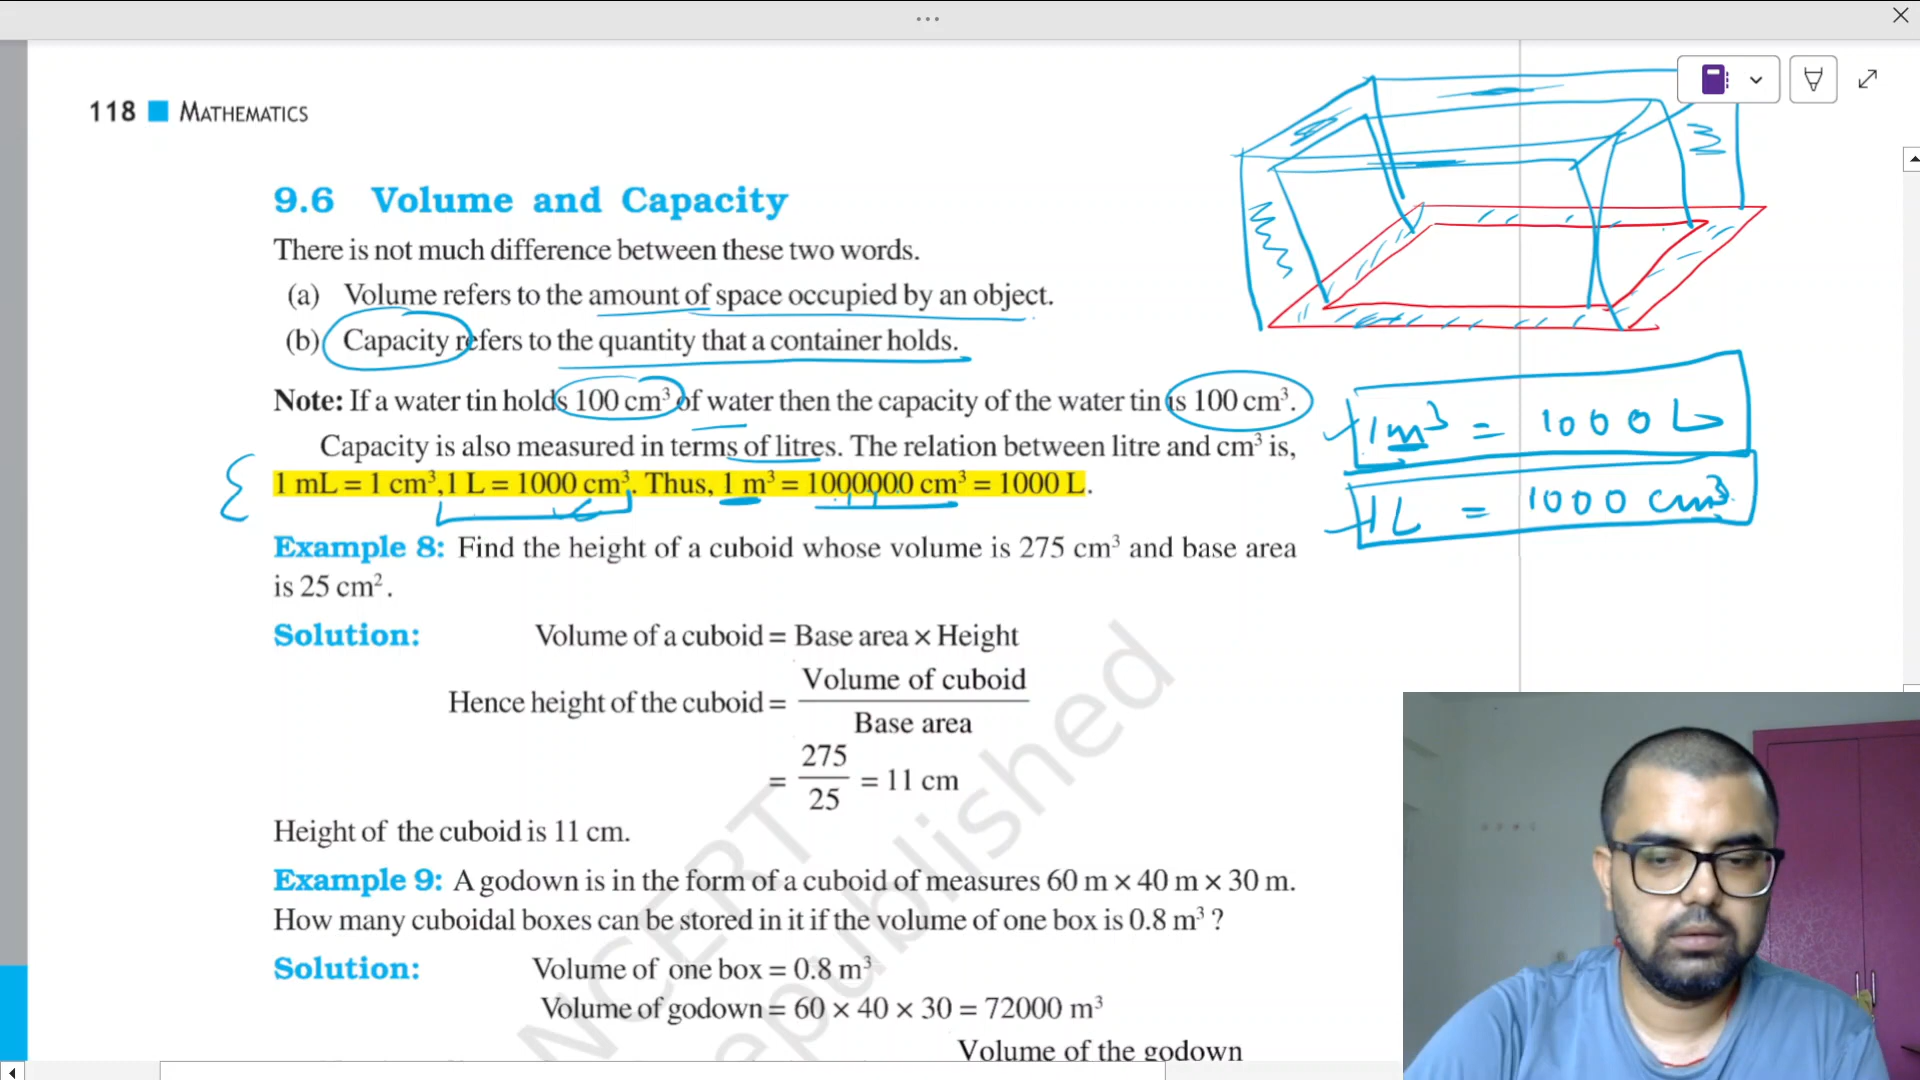 118 MATHEMATICS
9.6 Volume and Capacity
There is not much difference between these two words.
(a) Volume refers to the amount of space occupied by an object.
(b) Capacity refers to the quantity that a container holds.
Note: If a water tin holds 100 cm³ of water then the capacity of the water tin is 100 cm³.
Capacity is also measured in terms of litres. The relation between litre and cm³ is,
1 mL = 1 cm³,1 L = 1000 cm³. Thus, 1 m³ = 1000000 cm³ = 1000 L.
1m³ = 1000 L
1L = 1000 cm³
Example 8: Find the height of a cuboid whose volume is 275 cm³ and base area
is 25 cm².
Solution: Volume of a cuboid = Base area × Height
Hence height of the cuboid = Volume of cuboid
Base area
= 275
25
= 11 cm
Height of the cuboid is 11 cm.
Example 9: A godown is in the form of a cuboid of measures 60 m × 40 m × 30 m.
How many cuboidal boxes can be stored in it if the volume of one box is 0.8 m³ ?
Solution: Volume of one box = 0.8 m³
Volume of godown = 60 × 40 × 30 = 72000 m³
Volume of the godown
NCERT
republished